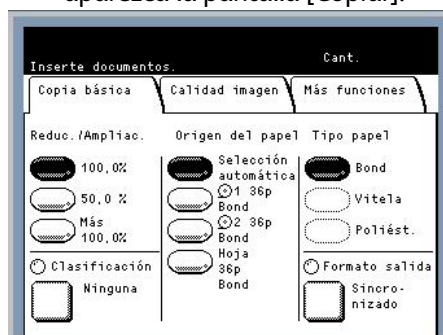 aparezca la pantalla [Copiar].
Inserte documentos.
Cant.
Copia básica
Calidad imagen
Más funciones
Reduc./Ampliac.
100,0%
50,0 %
Más
100,0%
Clasificación
Ninguna
Origen del papel
Selección
automática
1 36p
Bond
2 36p
Bond
Hoja
36p
Bond
Tipo papel
Bond
Vitela
Poliést.
Formato salida
Sincro-
nizado